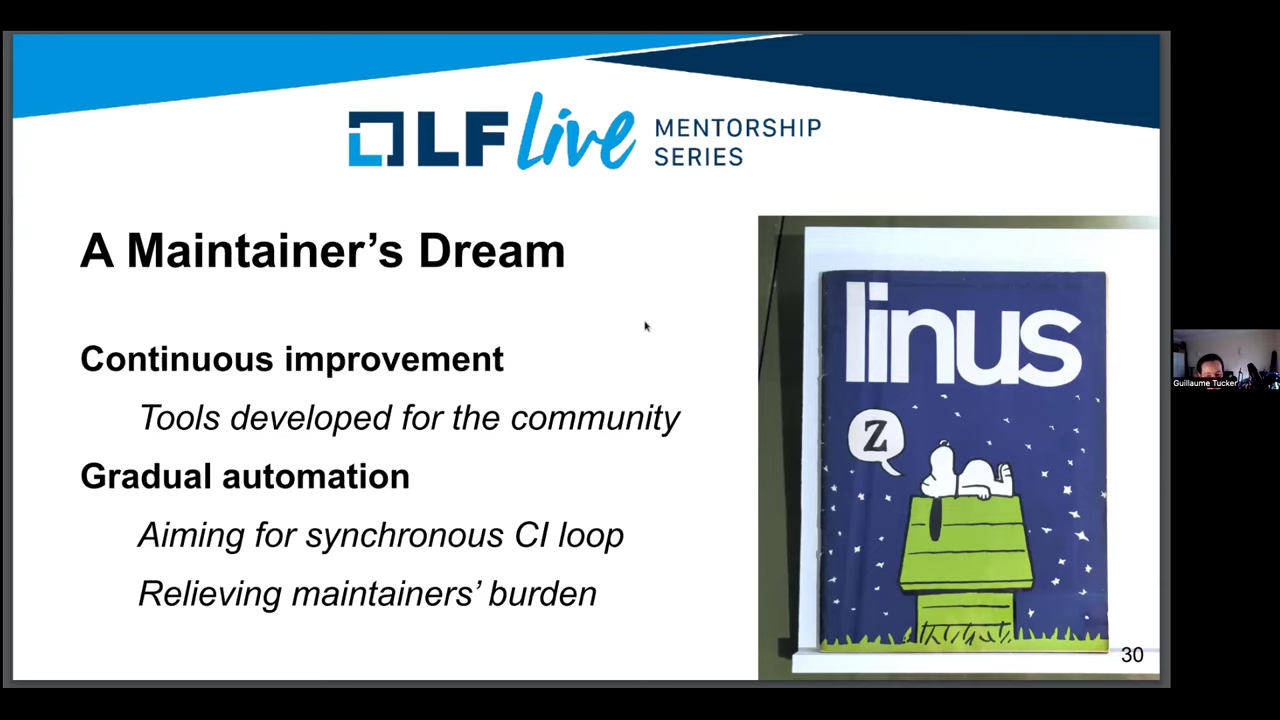 LF live MENTORSHIP
SERIES
A Maintainer’s Dream
Continuous improvement
Tools developed for the community
Gradual automation
Aiming for synchronous CI loop
Relieving maintainers’ burden
linus
Z
30
Guillaume Tucker